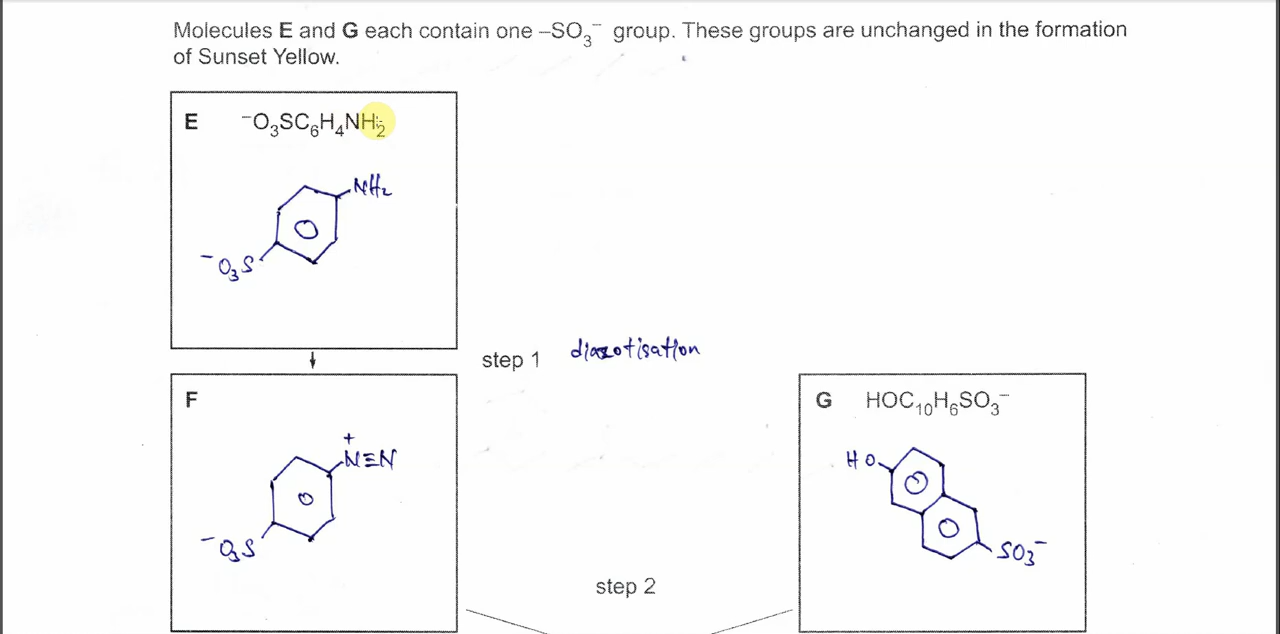 Molecules E and G each contain one –SO₃⁻ group. These groups are unchanged in the formation
of Sunset Yellow.
E ⁻O₃SC₆H₄NH₂
NH₂
⁻O₃S
step 1 diazotisation
F
G HOC₁₀H₆SO₃⁻
+
N≡N
HO
⁻O₃S
SO₃⁻
step 2